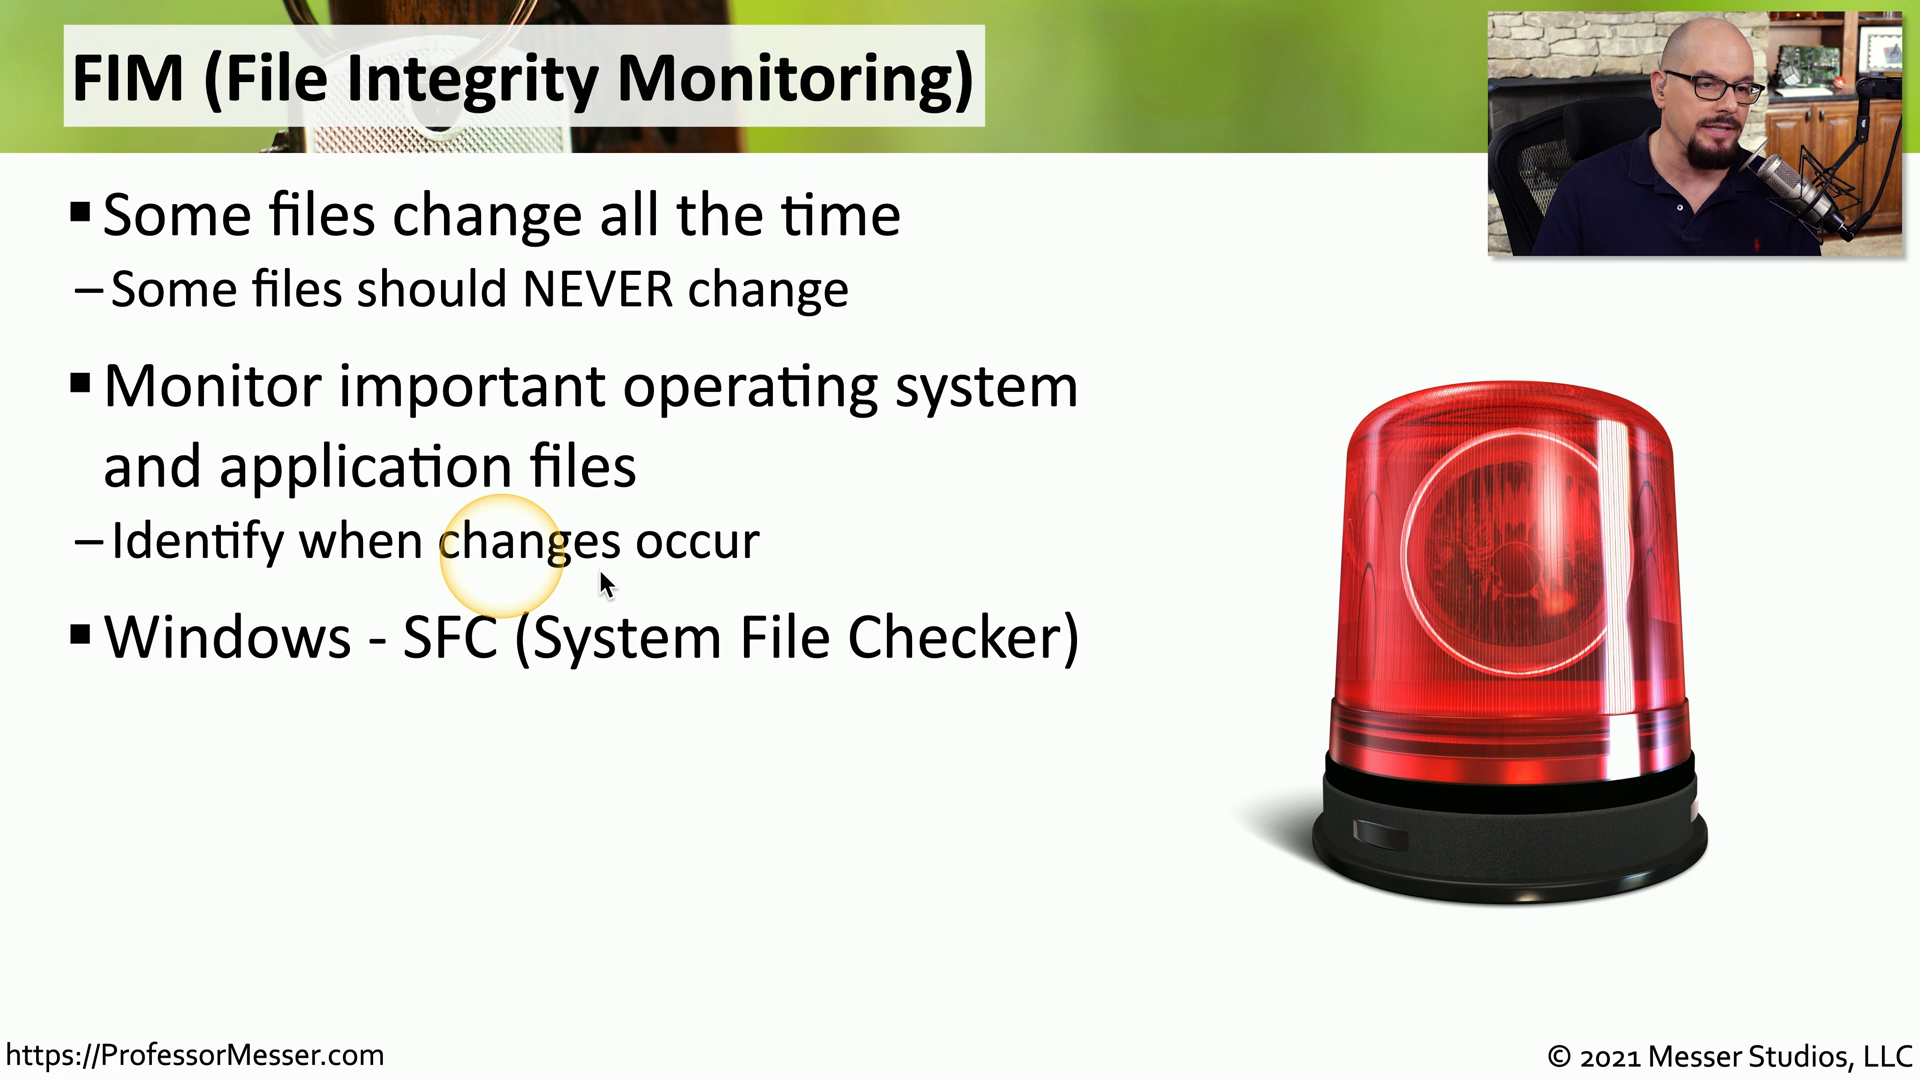 FIM (File Integrity Monitoring)
▪ Some files change all the time
– Some files should NEVER change
▪ Monitor important operating system
and application files
– Identify when changes occur
▪ Windows - SFC (System File Checker)
https://ProfessorMesser.com
© 2021 Messer Studios, LLC